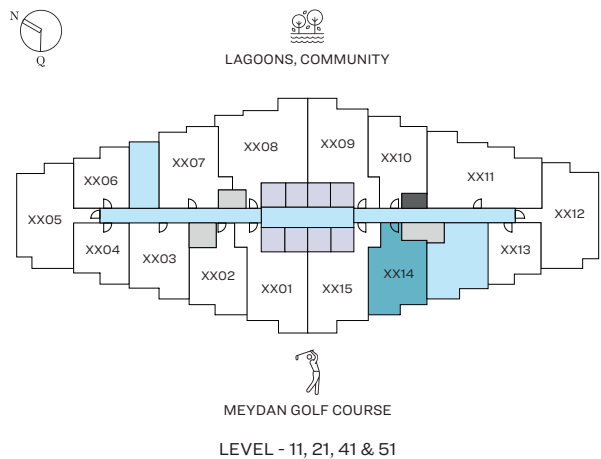 N
Q
LAGOONS, COMMUNITY
XX08
XX09
XX07
XX10
XX06
XX11
XX05
XX12
XX04
XX03
XX13
XX02
XX14
XX01
XX15
MEYDAN GOLF COURSE
LEVEL - 11, 21, 41 & 51